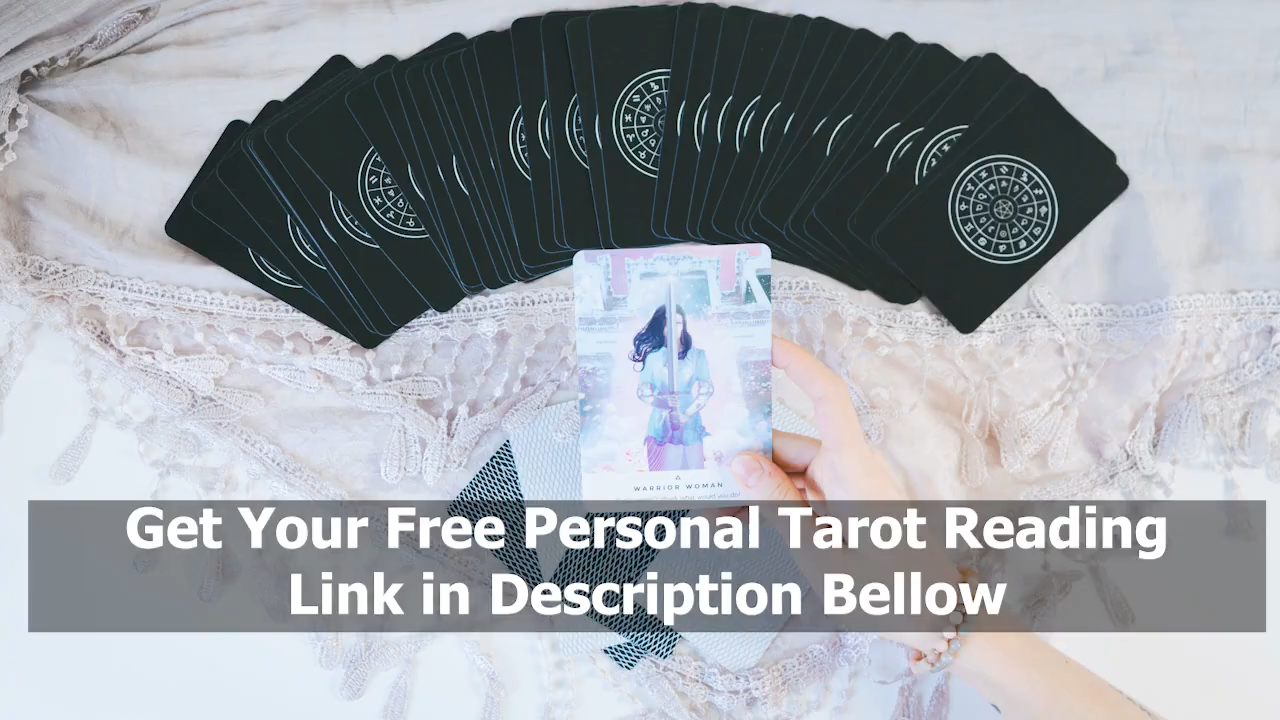 WARRIOR WOMAN
Get Your Free Personal Tarot Reading
Link in Description Bellow